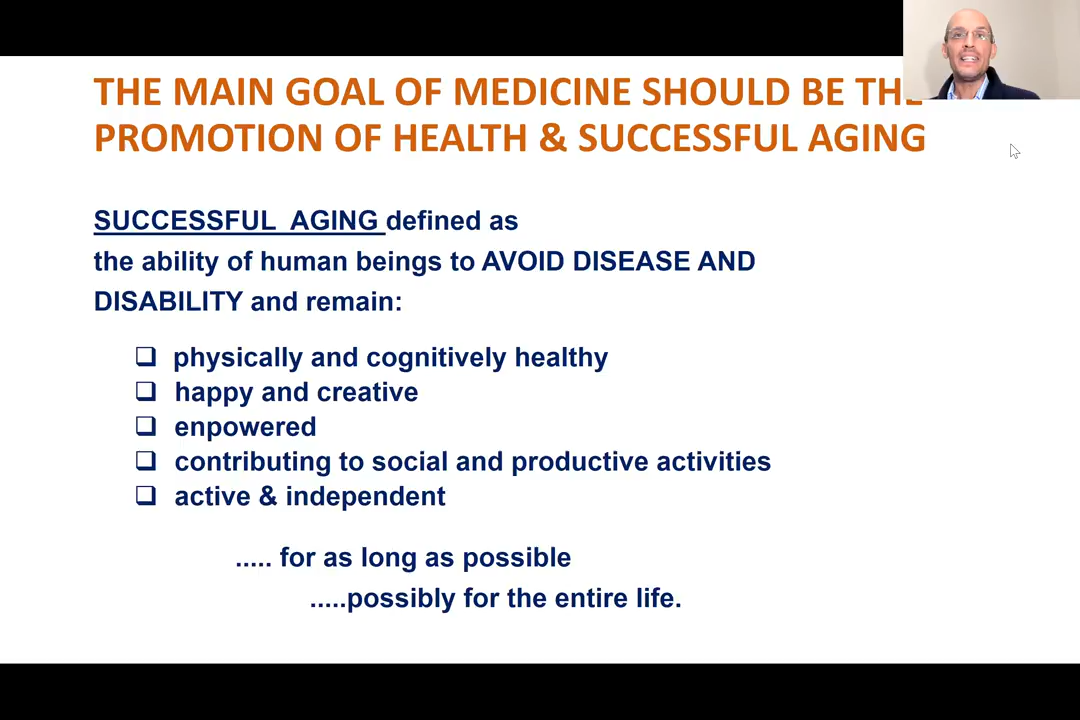 THE MAIN GOAL OF MEDICINE SHOULD BE THE
PROMOTION OF HEALTH & SUCCESSFUL AGING
SUCCESSFUL AGING defined as
the ability of human beings to AVOID DISEASE AND
DISABILITY and remain:
❑ physically and cognitively healthy
❑ happy and creative
❑ enpowered
❑ contributing to social and productive activities
❑ active & independent
..... for as long as possible
.....possibly for the entire life.